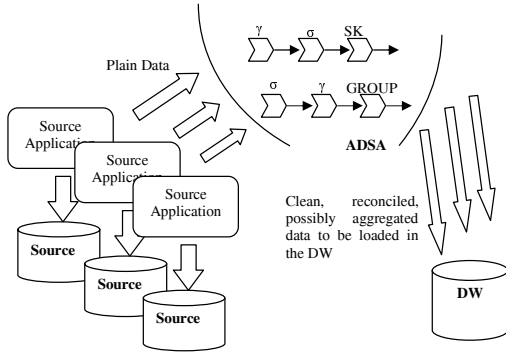 γ σ SK
Plain Data
σ γ GROUP
ADSA
Source
Application
Source
Application
Source
Application
Clean, reconciled,
possibly aggregated
data to be loaded in
the DW
Source
Source
Source
DW